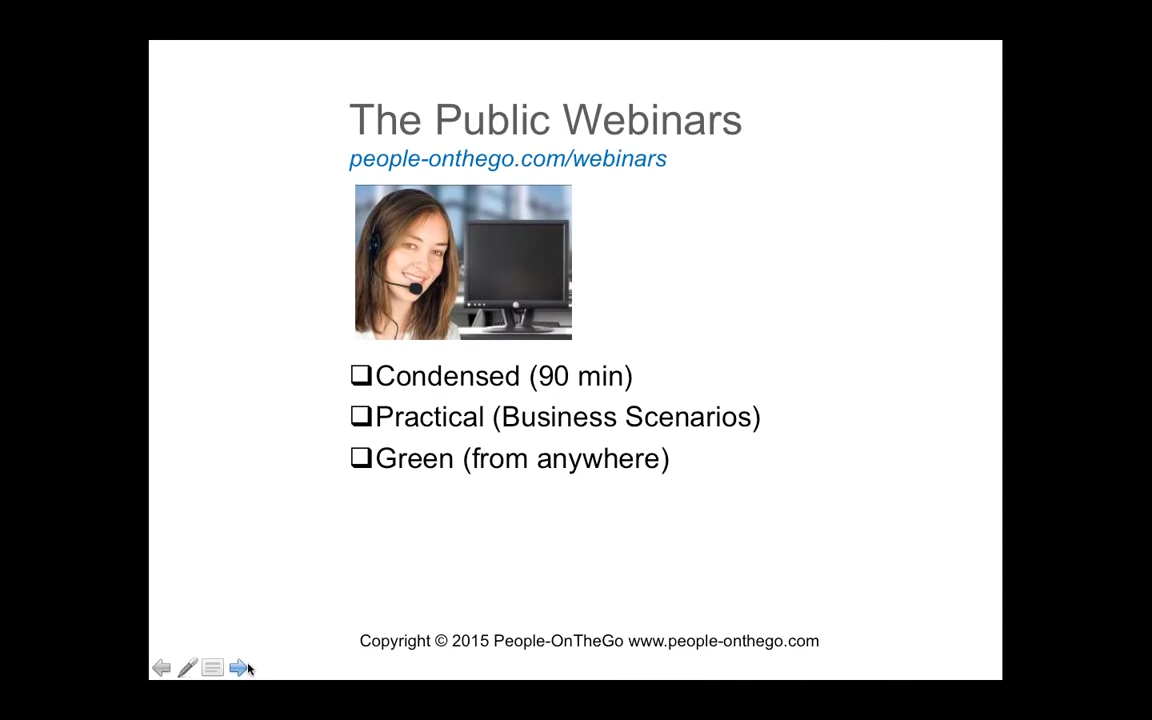 The Public Webinars
people-onthego.com/webinars
❑Condensed (90 min)
❑Practical (Business Scenarios)
❑Green (from anywhere)
Copyright © 2015 People-OnTheGo www.people-onthego.com